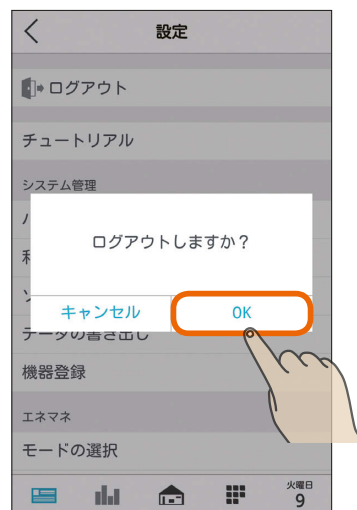 設定
ログアウト
チュートリアル
システム管理
ログアウトしますか？
キャンセル
OK
データの書き出し
機器登録
エネマネ
モードの選択
火曜日
9